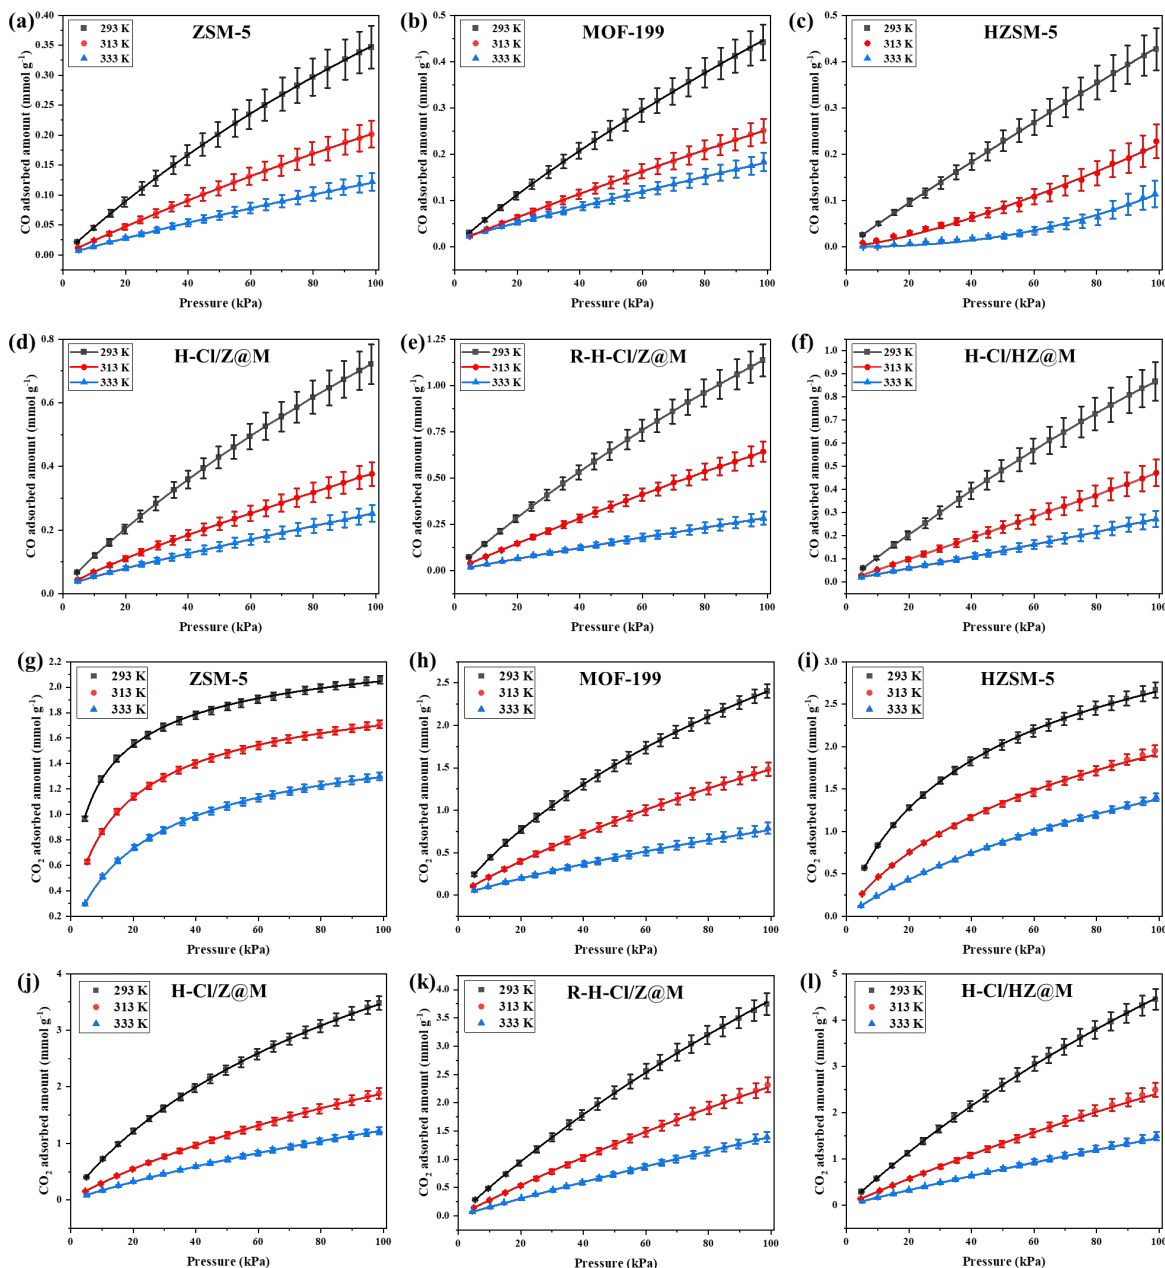 (a)
ZSM-5
293 K
313 K
333 K
CO adsorbed amount (mmol g⁻¹)
0.40
0.35
0.30
0.25
0.20
0.15
0.10
0.05
0.00
0 20 40 60 80 100
Pressure (kPa)
(b)
MOF-199
293 K
313 K
333 K
CO adsorbed amount (mmol g⁻¹)
0.5
0.4
0.3
0.2
0.1
0.0
0 20 40 60 80 100
Pressure (kPa)
(c)
HZSM-5
293 K
313 K
333 K
CO adsorbed amount (mmol g⁻¹)
0.5
0.4
0.3
0.2
0.1
0.0
0 20 40 60 80 100
Pressure (kPa)
(d)
H-Cl/Z@M
293 K
313 K
333 K
CO adsorbed amount (mmol g⁻¹)
0.8
0.6
0.4
0.2
0.0
0 20 40 60 80 100
Pressure (kPa)
(e)
R-H-Cl/Z@M
293 K
313 K
333 K
CO adsorbed amount (mmol g⁻¹)
1.25
1.00
0.75
0.50
0.25
0.00
0 20 40 60 80 100
Pressure (kPa)
(f)
H-Cl/HZ@M
293 K
313 K
333 K
CO adsorbed amount (mmol g⁻¹)
1.0
0.9
0.8
0.7
0.6
0.5
0.4
0.3
0.2
0.1
0.0
0 20 40 60 80 100
Pressure (kPa)
(g)
ZSM-5
293 K
313 K
333 K
CO₂ adsorbed amount (mmol g⁻¹)
2.2
2.0
1.8
1.6
1.4
1.2
1.0
0.8
0.6
0.4
0.2
0 20 40 60 80 100
Pressure (kPa)
(h)
MOF-199
293 K
313 K
333 K
CO₂ adsorbed amount (mmol g⁻¹)
2.5
2.0
1.5
1.0
0.5
0.0
0 20 40 60 80 100
Pressure (kPa)
(i)
HZSM-5
293 K
313 K
333 K
CO₂ adsorbed amount (mmol g⁻¹)
3.0
2.5
2.0
1.5
1.0
0.5
0.0
0 20 40 60 80 100
Pressure (kPa)
(j)
H-Cl/Z@M
293 K
313 K
333 K
CO₂ adsorbed amount (mmol g⁻¹)
4
3
2
1
0
0 20 40 60 80 100
Pressure (kPa)
(k)
R-H-Cl/Z@M
293 K
313 K
333 K
CO₂ adsorbed amount (mmol g⁻¹)
4.0
3.5
3.0
2.5
2.0
1.5
1.0
0.5
0.0
0 20 40 60 80 100
Pressure (kPa)
(l)
H-Cl/HZ@M
293 K
313 K
333 K
CO₂ adsorbed amount (mmol g⁻¹)
5
4
3
2
1
0
0 20 40 60 80 100
Pressure (kPa)